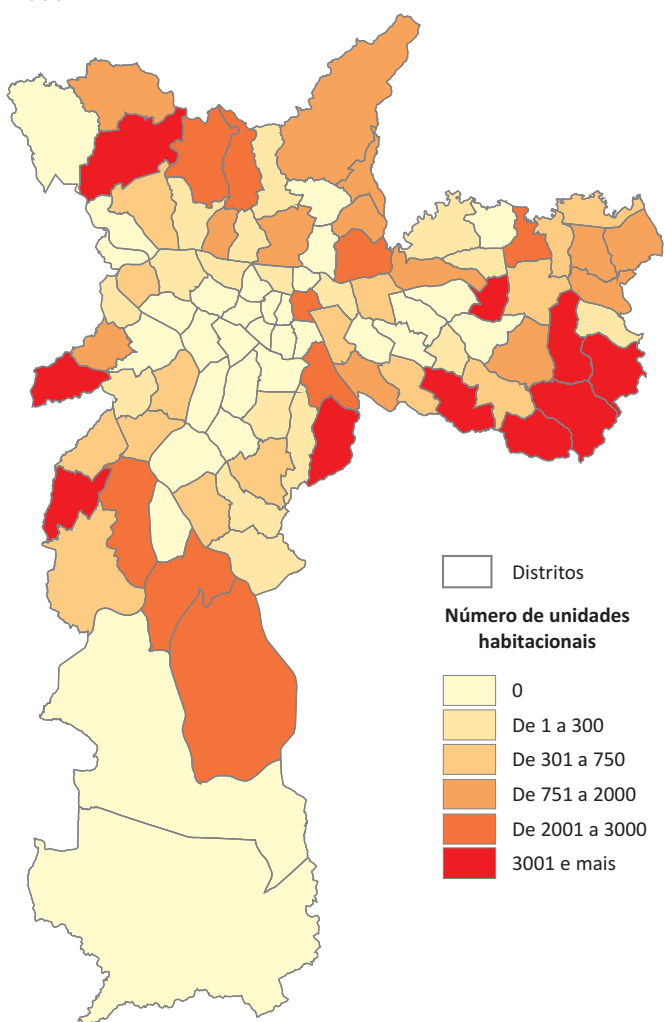 Distritos
Número de unidades
habitacionais
0
De 1 a 300
De 301 a 750
De 751 a 2000
De 2001 a 3000
3001 e mais